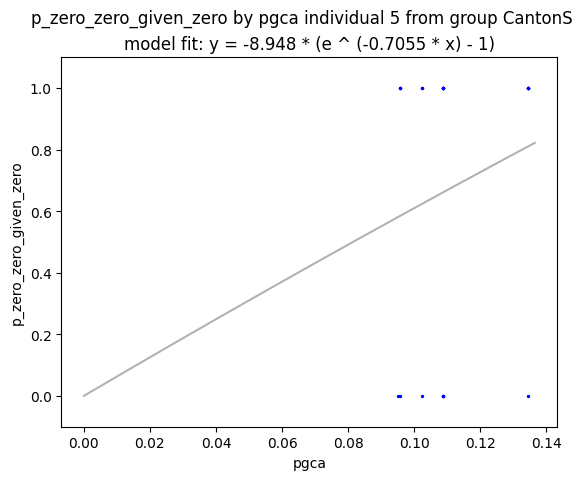 p_zero_zero_given_zero by pgca individual 5 from group CantonS
model fit: y = -8.948 * (e ^ (-0.7055 * x) - 1)
1.0
0.8
0.6
0.4
0.2
0.0
p_zero_zero_given_zero
0.00 0.02 0.04 0.06 0.08 0.10 0.12 0.14
pgca